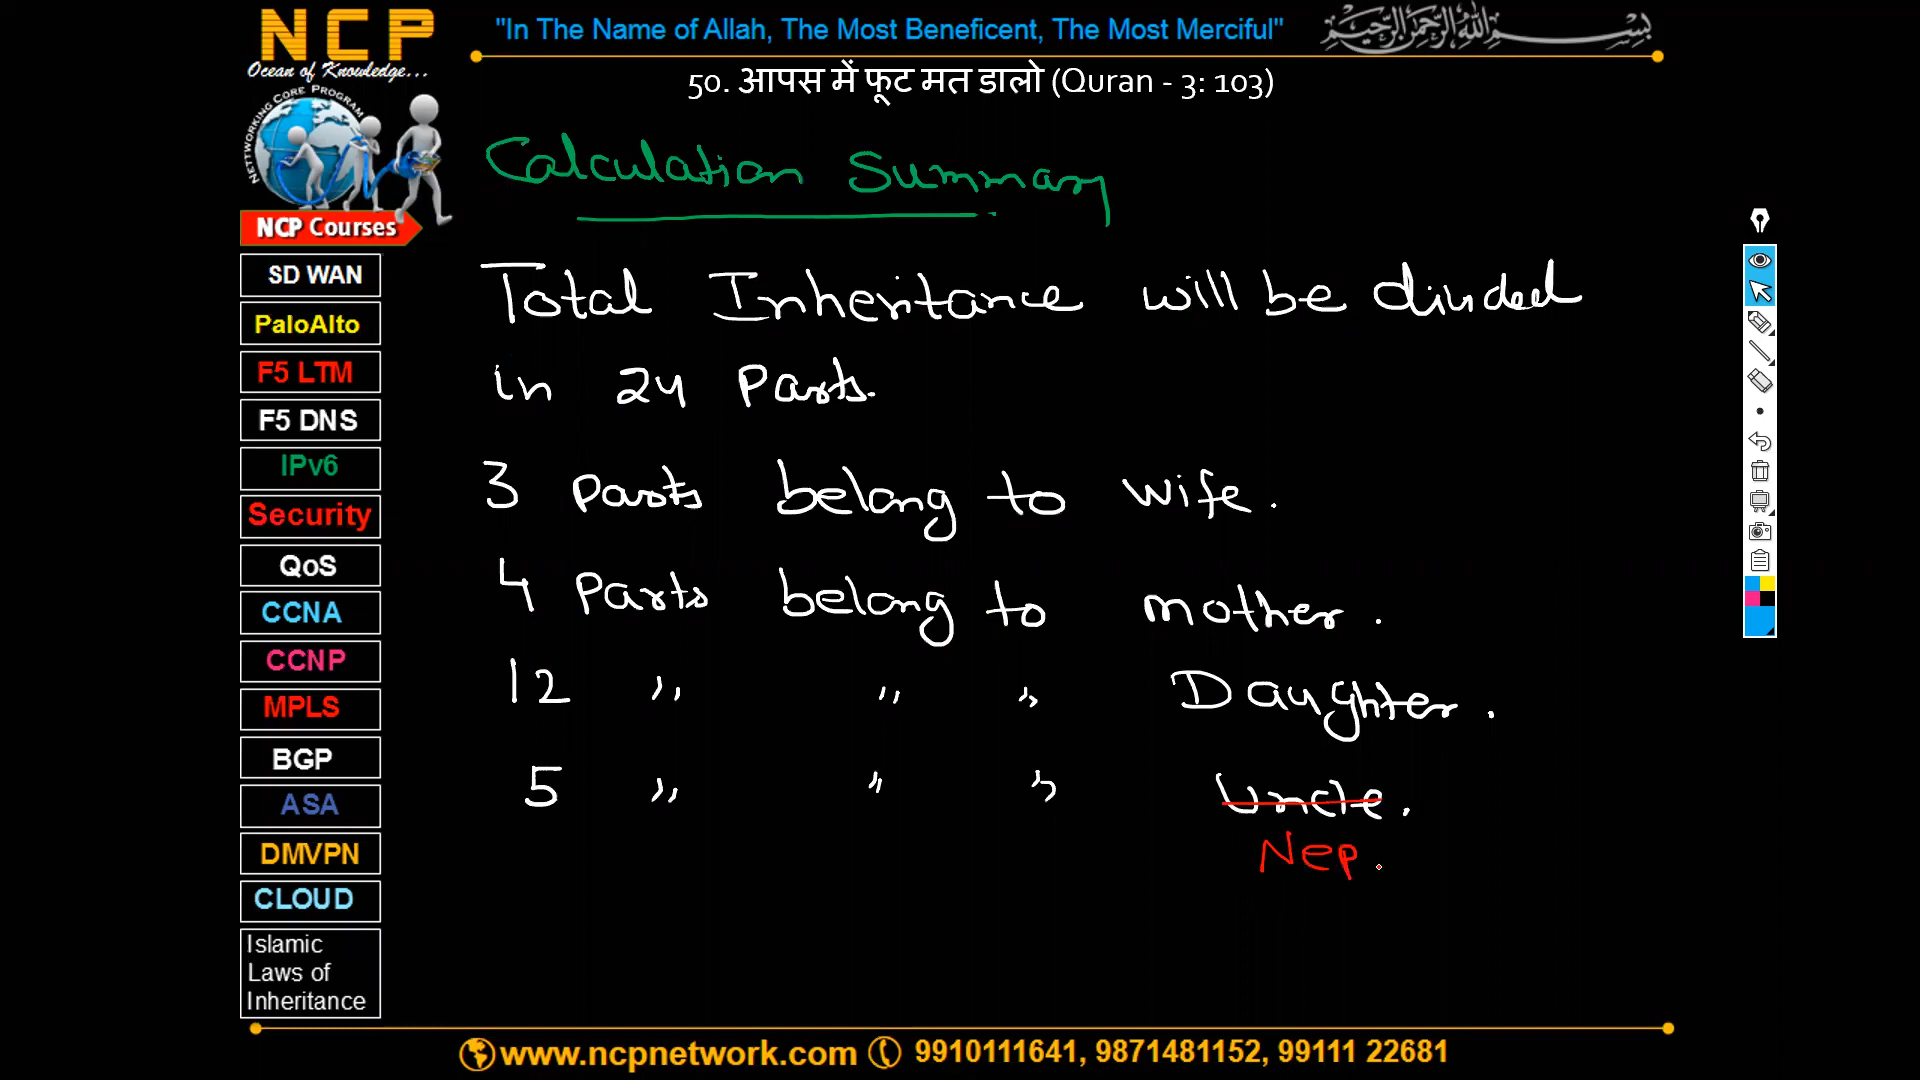 NCP
Ocean of Knowledge...
NETTWORKING CORE PROGRAM
NCP Courses
SD WAN
PaloAlto
F5 LTM
F5 DNS
IPv6
Security
QoS
CCNA
CCNP
MPLS
BGP
ASA
DMVPN
CLOUD
Islamic
Laws of
Inheritance
"In The Name of Allah, The Most Beneficent, The Most Merciful"
بسم الله الرحمن الرحيم
50. आपस में फूट मत डालो (Quran - 3: 103)
Calculation Summary
Total Inheritance will be divided
in 24 Parts.
3 Parts belong to wife.
4 Parts belong to mother.
12 " " " Daughter.
5 " " " Uncle.
Nep.
www.ncpnetwork.com 9910111641, 9871481152, 99111 22681